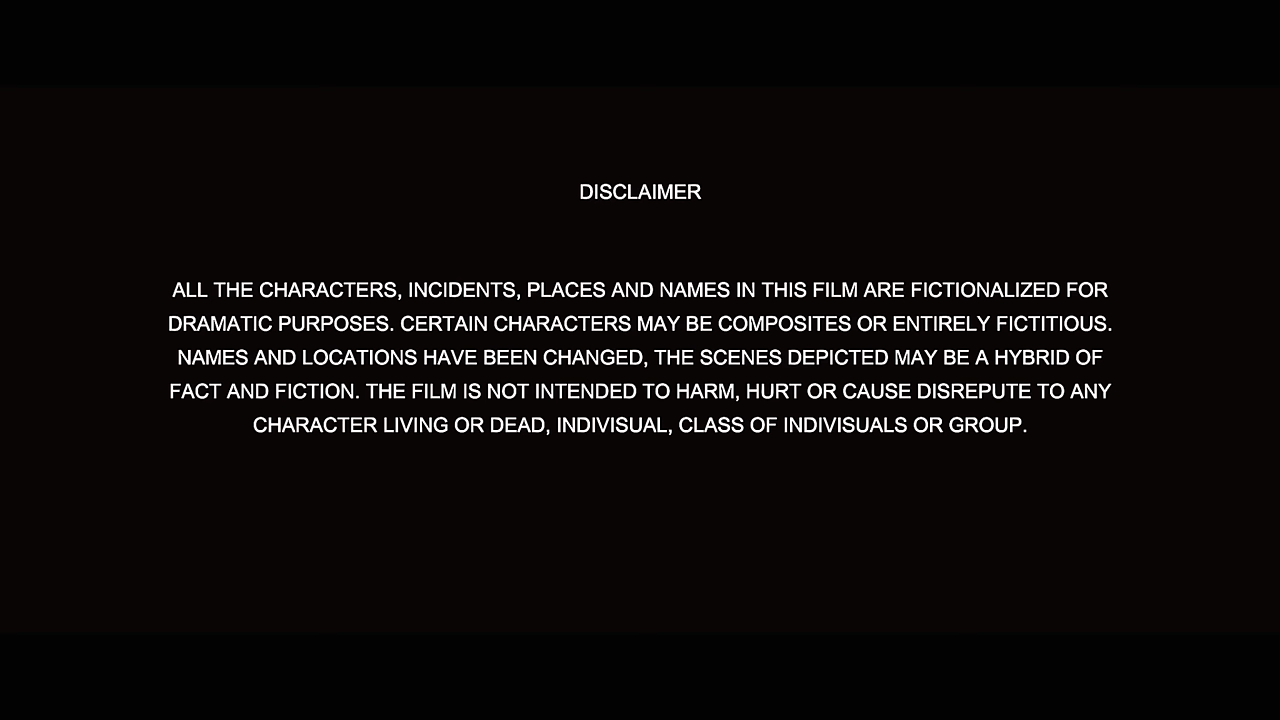 DISCLAIMER
ALL THE CHARACTERS, INCIDENTS, PLACES AND NAMES IN THIS FILM ARE FICTIONALIZED FOR
DRAMATIC PURPOSES. CERTAIN CHARACTERS MAY BE COMPOSITES OR ENTIRELY FICTITIOUS.
NAMES AND LOCATIONS HAVE BEEN CHANGED, THE SCENES DEPICTED MAY BE A HYBRID OF
FACT AND FICTION. THE FILM IS NOT INTENDED TO HARM, HURT OR CAUSE DISREPUTE TO ANY
CHARACTER LIVING OR DEAD, INDIVISUAL, CLASS OF INDIVISUALS OR GROUP.